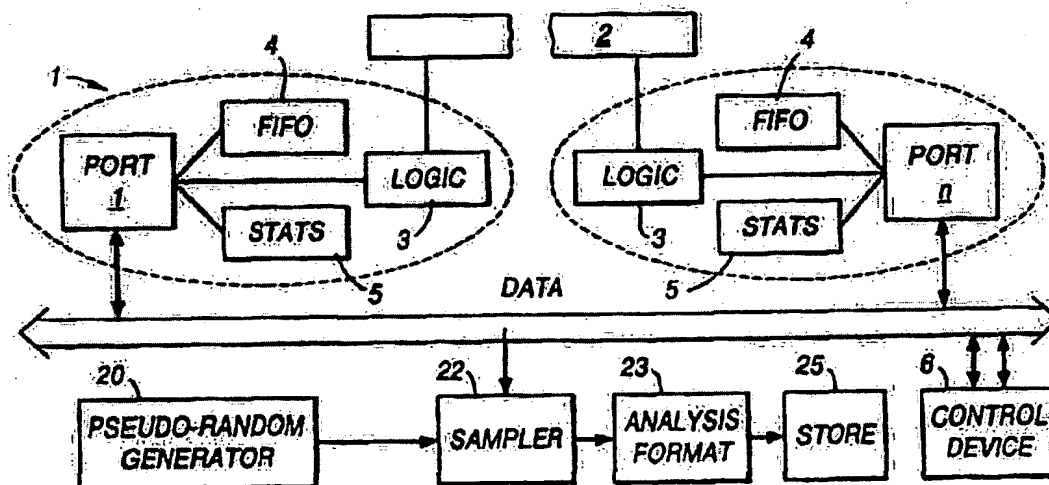 2
4
4
1
FIFO
FIFO
PORT
1
PORT
n
LOGIC
LOGIC
STATS
STATS
3
3
5
5
DATA
20
22
23
25
6
PSEUDO-RANDOM
GENERATOR
SAMPLER
ANALYSIS
FORMAT
STORE
CONTROL
DEVICE